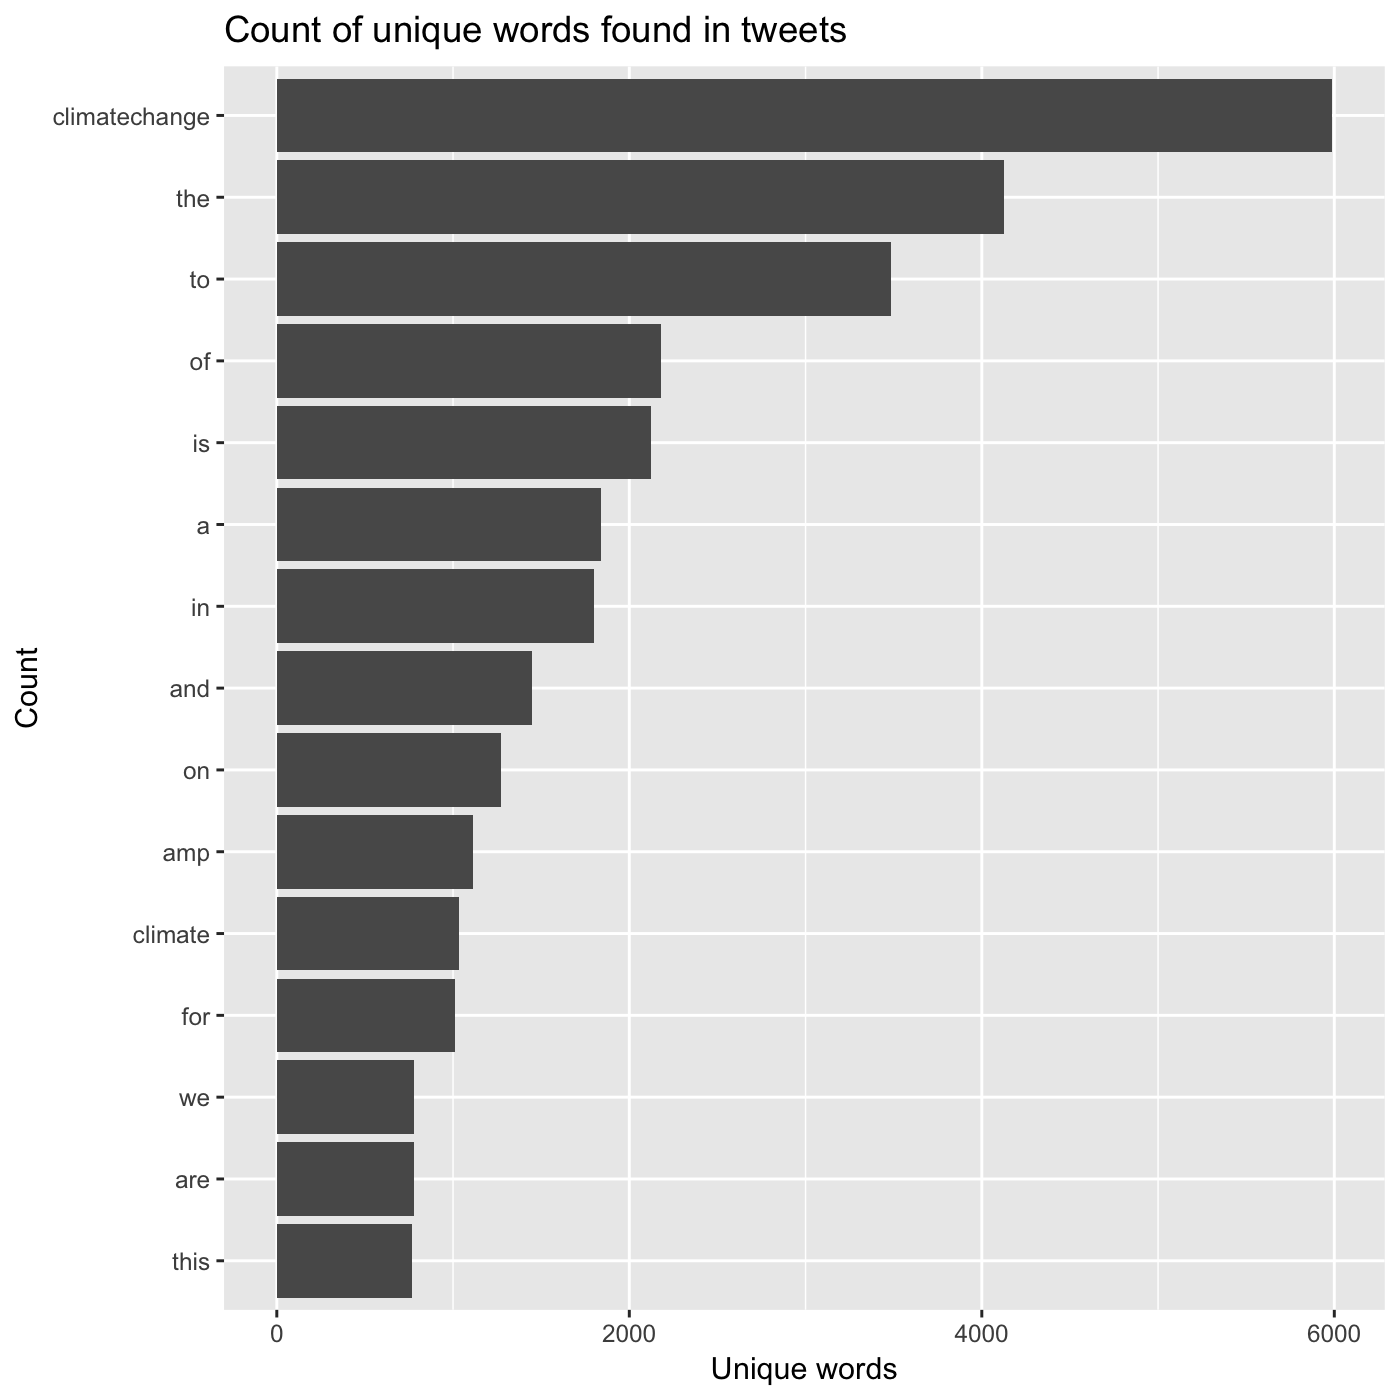 Count of unique words found in tweets
climatechange
the
to
of
is
a
in
and
on
amp
climate
for
we
are
this
Count
0 2000 4000 6000
Unique words